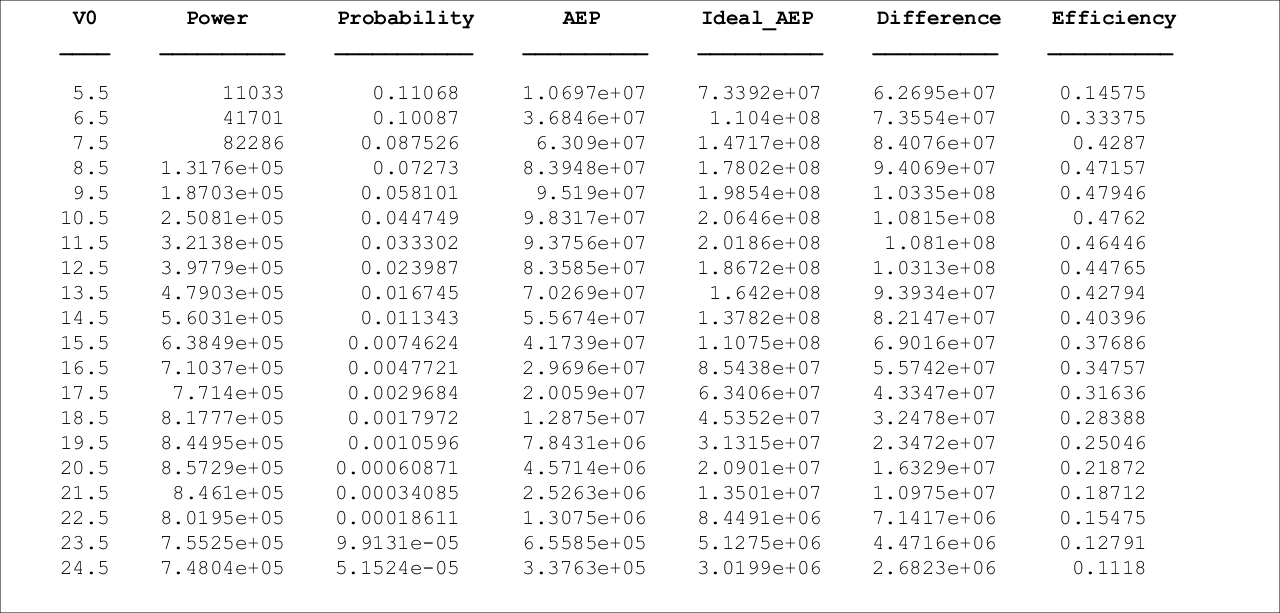 V0 Power Probability AEP Ideal_AEP Difference Efficiency
5.5 11033 0.11068 1.0697e+07 7.3392e+07 6.2695e+07 0.14575
6.5 41701 0.10087 3.6846e+07 1.104e+08 7.3554e+07 0.33375
7.5 82286 0.087526 6.309e+07 1.4717e+08 8.4076e+07 0.4287
8.5 1.3176e+05 0.07273 8.3948e+07 1.7802e+08 9.4069e+07 0.47157
9.5 1.8703e+05 0.058101 9.519e+07 1.9854e+08 1.0335e+08 0.47946
10.5 2.5081e+05 0.044749 9.8317e+07 2.0646e+08 1.0815e+08 0.4762
11.5 3.2138e+05 0.033302 9.3756e+07 2.0186e+08 1.081e+08 0.46446
12.5 3.9779e+05 0.023987 8.3585e+07 1.8672e+08 1.0313e+08 0.44765
13.5 4.7903e+05 0.016745 7.0269e+07 1.642e+08 9.3934e+07 0.42794
14.5 5.6031e+05 0.011343 5.5674e+07 1.3782e+08 8.2147e+07 0.40396
15.5 6.3849e+05 0.0074624 4.1739e+07 1.1075e+08 6.9016e+07 0.37686
16.5 7.1037e+05 0.0047721 2.9696e+07 8.5438e+07 5.5742e+07 0.34757
17.5 7.714e+05 0.0029684 2.0059e+07 6.3406e+07 4.3347e+07 0.31636
18.5 8.1777e+05 0.0017972 1.2875e+07 4.5352e+07 3.2478e+07 0.28388
19.5 8.4495e+05 0.0010596 7.8431e+06 3.1315e+07 2.3472e+07 0.25046
20.5 8.5729e+05 0.00060871 4.5714e+06 2.0901e+07 1.6329e+07 0.21872
21.5 8.461e+05 0.00034085 2.5263e+06 1.3501e+07 1.0975e+07 0.18712
22.5 8.0195e+05 0.00018611 1.3075e+06 8.4491e+06 7.1417e+06 0.15475
23.5 7.5525e+05 9.9131e-05 6.5585e+05 5.1275e+06 4.4716e+06 0.12791
24.5 7.4804e+05 5.1524e-05 3.3763e+05 3.0199e+06 2.6823e+06 0.1118